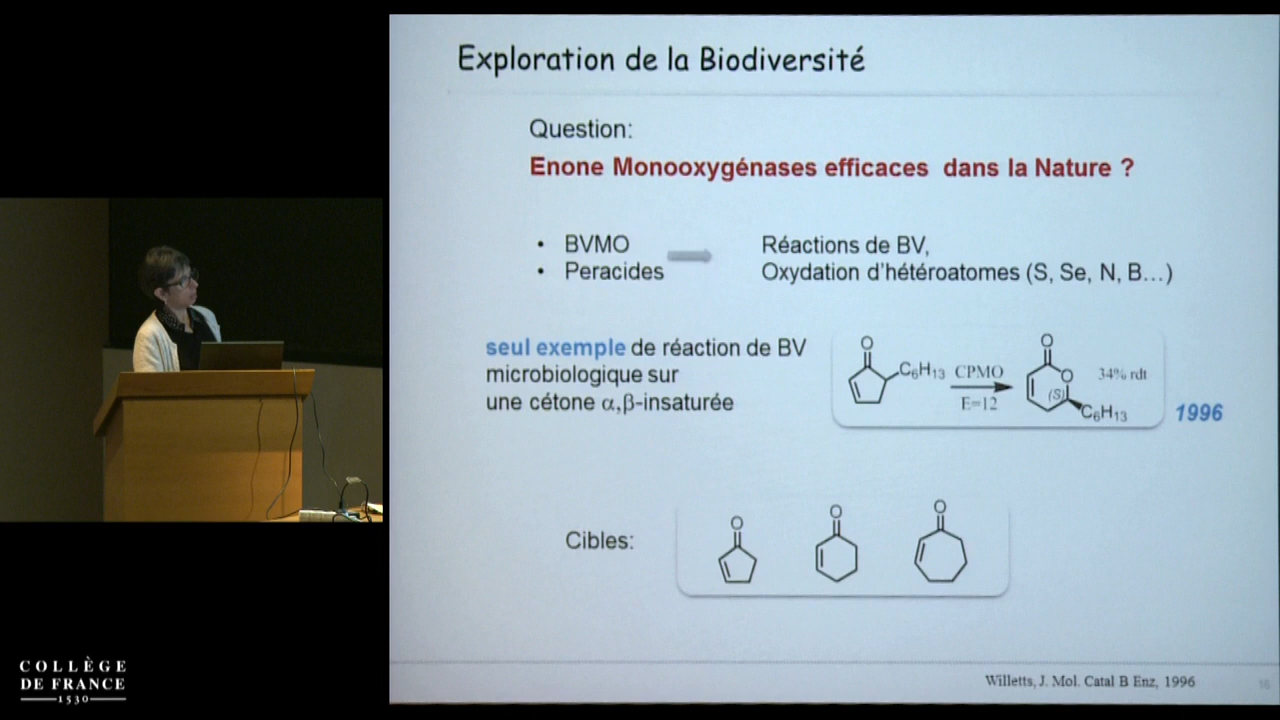 Exploration de la Biodiversité
Question:
Enone Monooxygénases efficaces dans la Nature ?
• BVMO
• Peracides
Réactions de BV,
Oxydation d'hétéroatomes (S, Se, N, B...)
seul exemple de réaction de BV
microbiologique sur
une cétone α,β-insaturée
O
C6H13
CPMO
E=12
O
O
(S)
C6H13
34% rdt
1996
Cibles:
O
O
O
Willetts, J. Mol. Catal B Enz, 1996
16
COLLÈGE
DE FRANCE
1530